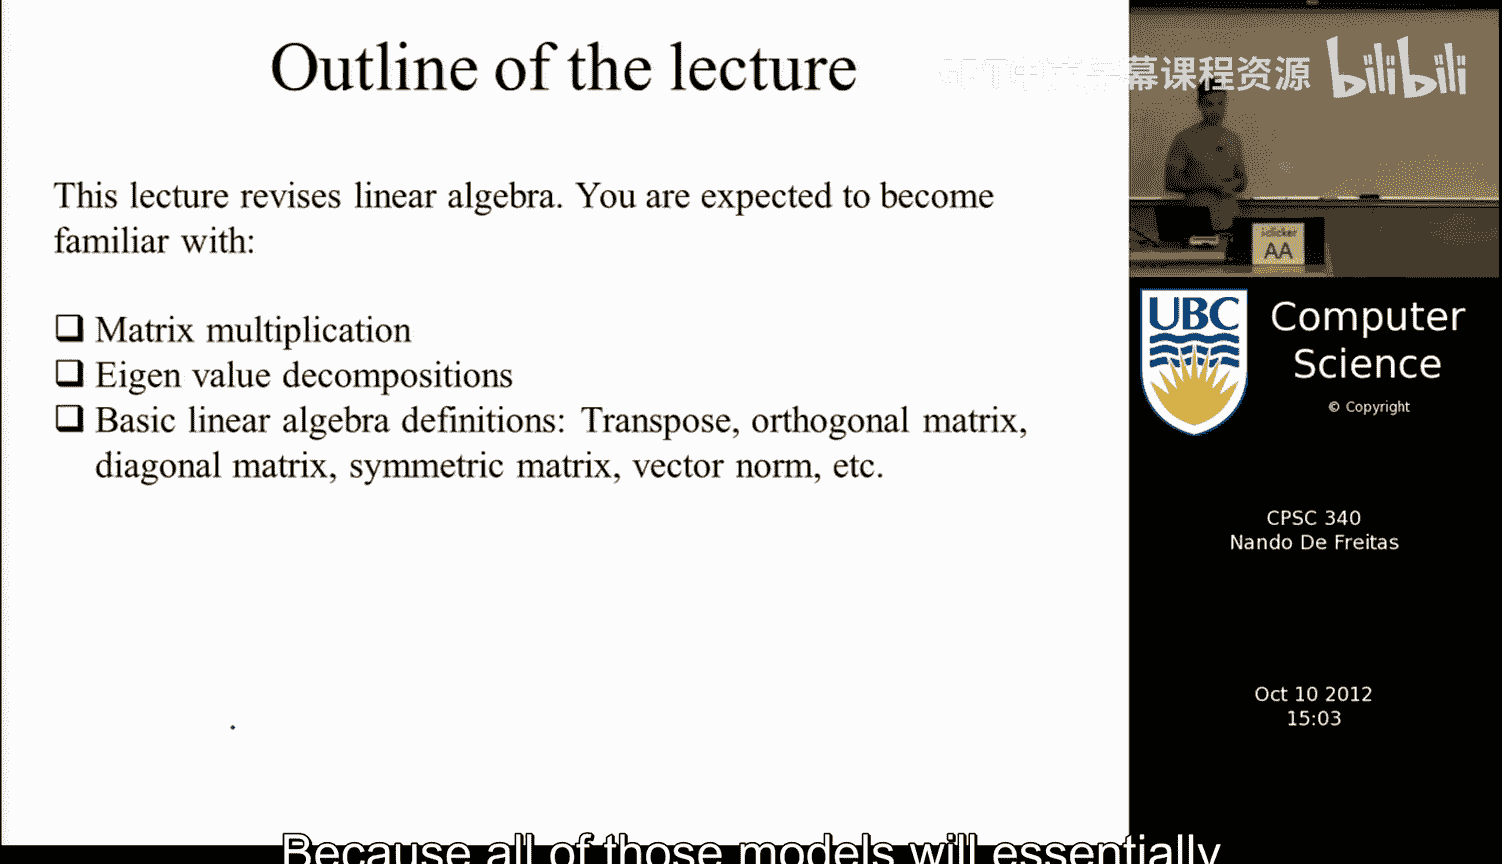 Outline of the lecture
This lecture revises linear algebra. You are expected to become
familiar with:
❑ Matrix multiplication
❑ Eigen value decompositions
❑ Basic linear algebra definitions: Transpose, orthogonal matrix,
diagonal matrix, symmetric matrix, vector norm, etc.
幕课程资源
bilibili
iclicker
AA
UBC
Computer
Science
© Copyright
CPSC 340
Nando De Freitas
Oct 10 2012
15:03
Because all of those models will essentially